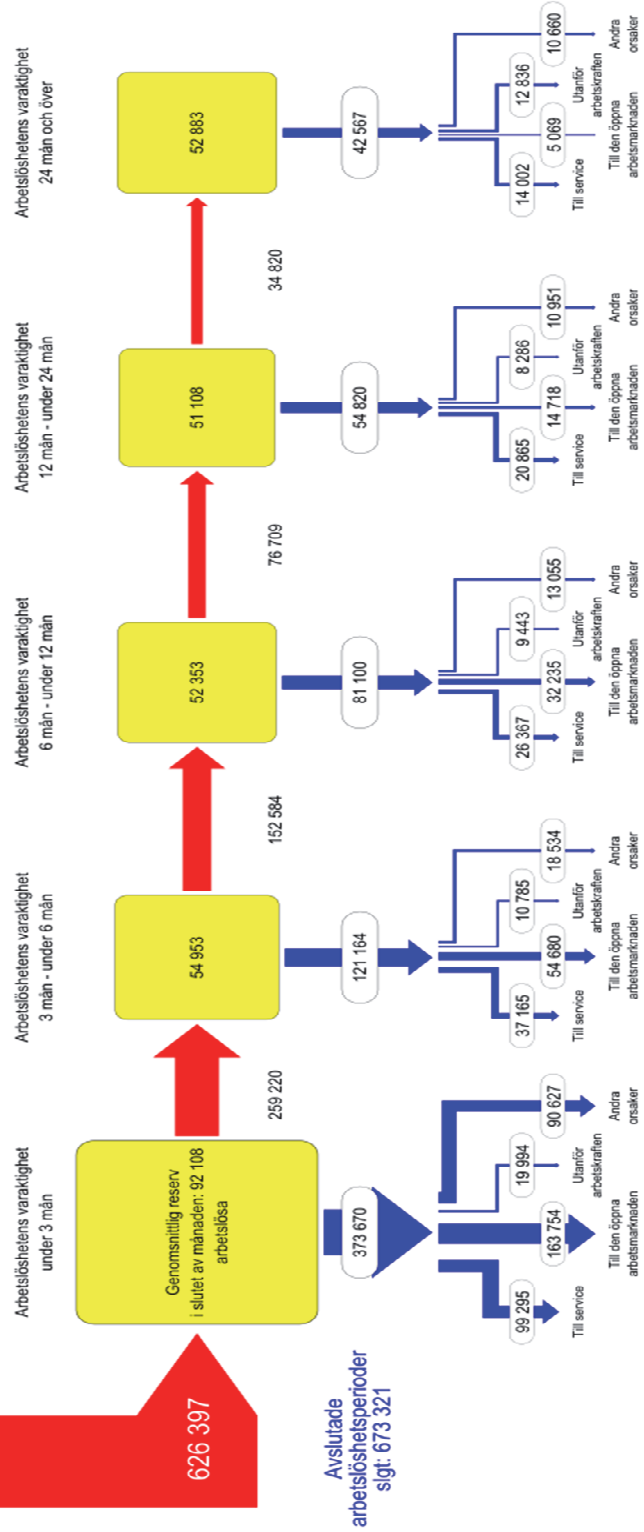 Arbetslöshetens varaktighet
under 3 mån
Arbetslöshetens varaktighet
3 mån - under 6 mån
Arbetslöshetens varaktighet
6 mån - under 12 mån
Arbetslöshetens varaktighet
12 mån - under 24 mån
Arbetslöshetens varaktighet
24 mån och över
626 397
Genomsnittlig reserv
i slutet av månaden: 92 108
arbetslösa
259 220
54 953
152 584
52 353
76 709
51 108
34 820
52 883
Avslutade
arbetslöshetsperioder
slgt: 673 321
373 670
121 164
81 100
54 820
42 567
99 295
163 754
19 994
90 627
Till service
Till den öppna
arbetsmarknaden
Utanför
arbetskraften
Andra
orsaker
37 165
54 680
10 785
18 534
Till service
Till den öppna
arbetsmarknaden
Utanför
arbetskraften
Andra
orsaker
26 367
32 235
9 443
13 055
Till service
Till den öppna
arbetsmarknaden
Utanför
arbetskraften
Andra
orsaker
20 865
14 718
8 286
10 951
Till service
Till den öppna
arbetsmarknaden
Utanför
arbetskraften
Andra
orsaker
14 002
5 069
12 836
10 660
Till service
Till den öppna
arbetsmarknaden
Utanför
arbetskraften
Andra
orsaker